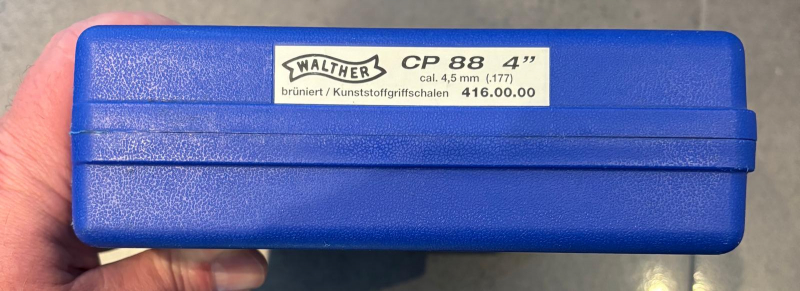 WALTHER CP 88 4”
cal. 4,5 mm (.177)
brüniert / Kunststoffgriffschalen 416.00.00